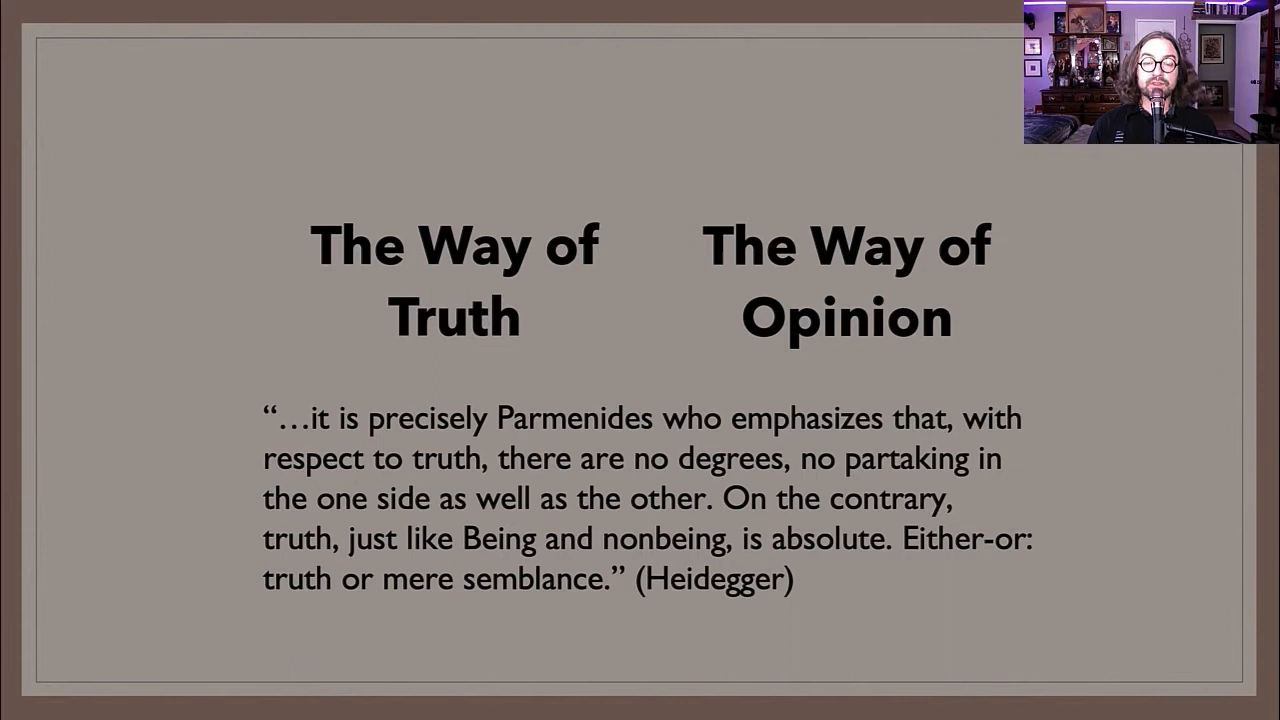 The Way of
Truth
The Way of
Opinion
“…it is precisely Parmenides who emphasizes that, with
respect to truth, there are no degrees, no partaking in
the one side as well as the other. On the contrary,
truth, just like Being and nonbeing, is absolute. Either-or:
truth or mere semblance.” (Heidegger)